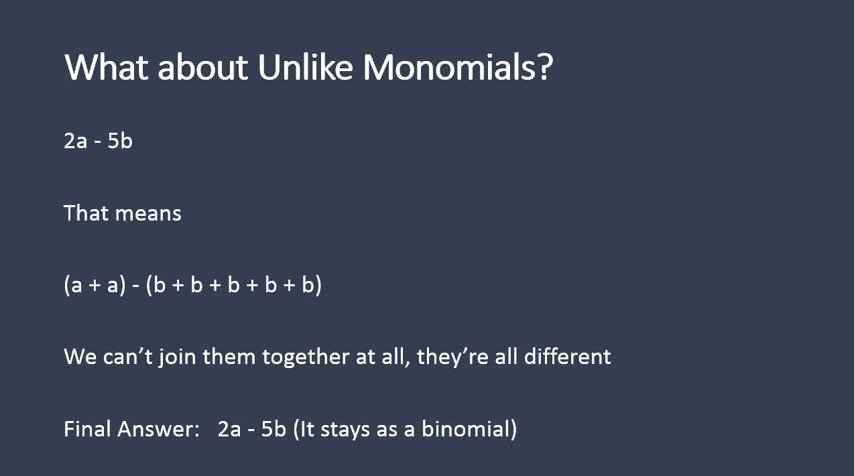 What about Unlike Monomials?
2a - 5b
That means
(a + a) - (b + b + b + b + b)
We can’t join them together at all, they’re all different
Final Answer:   2a - 5b (It stays as a binomial)